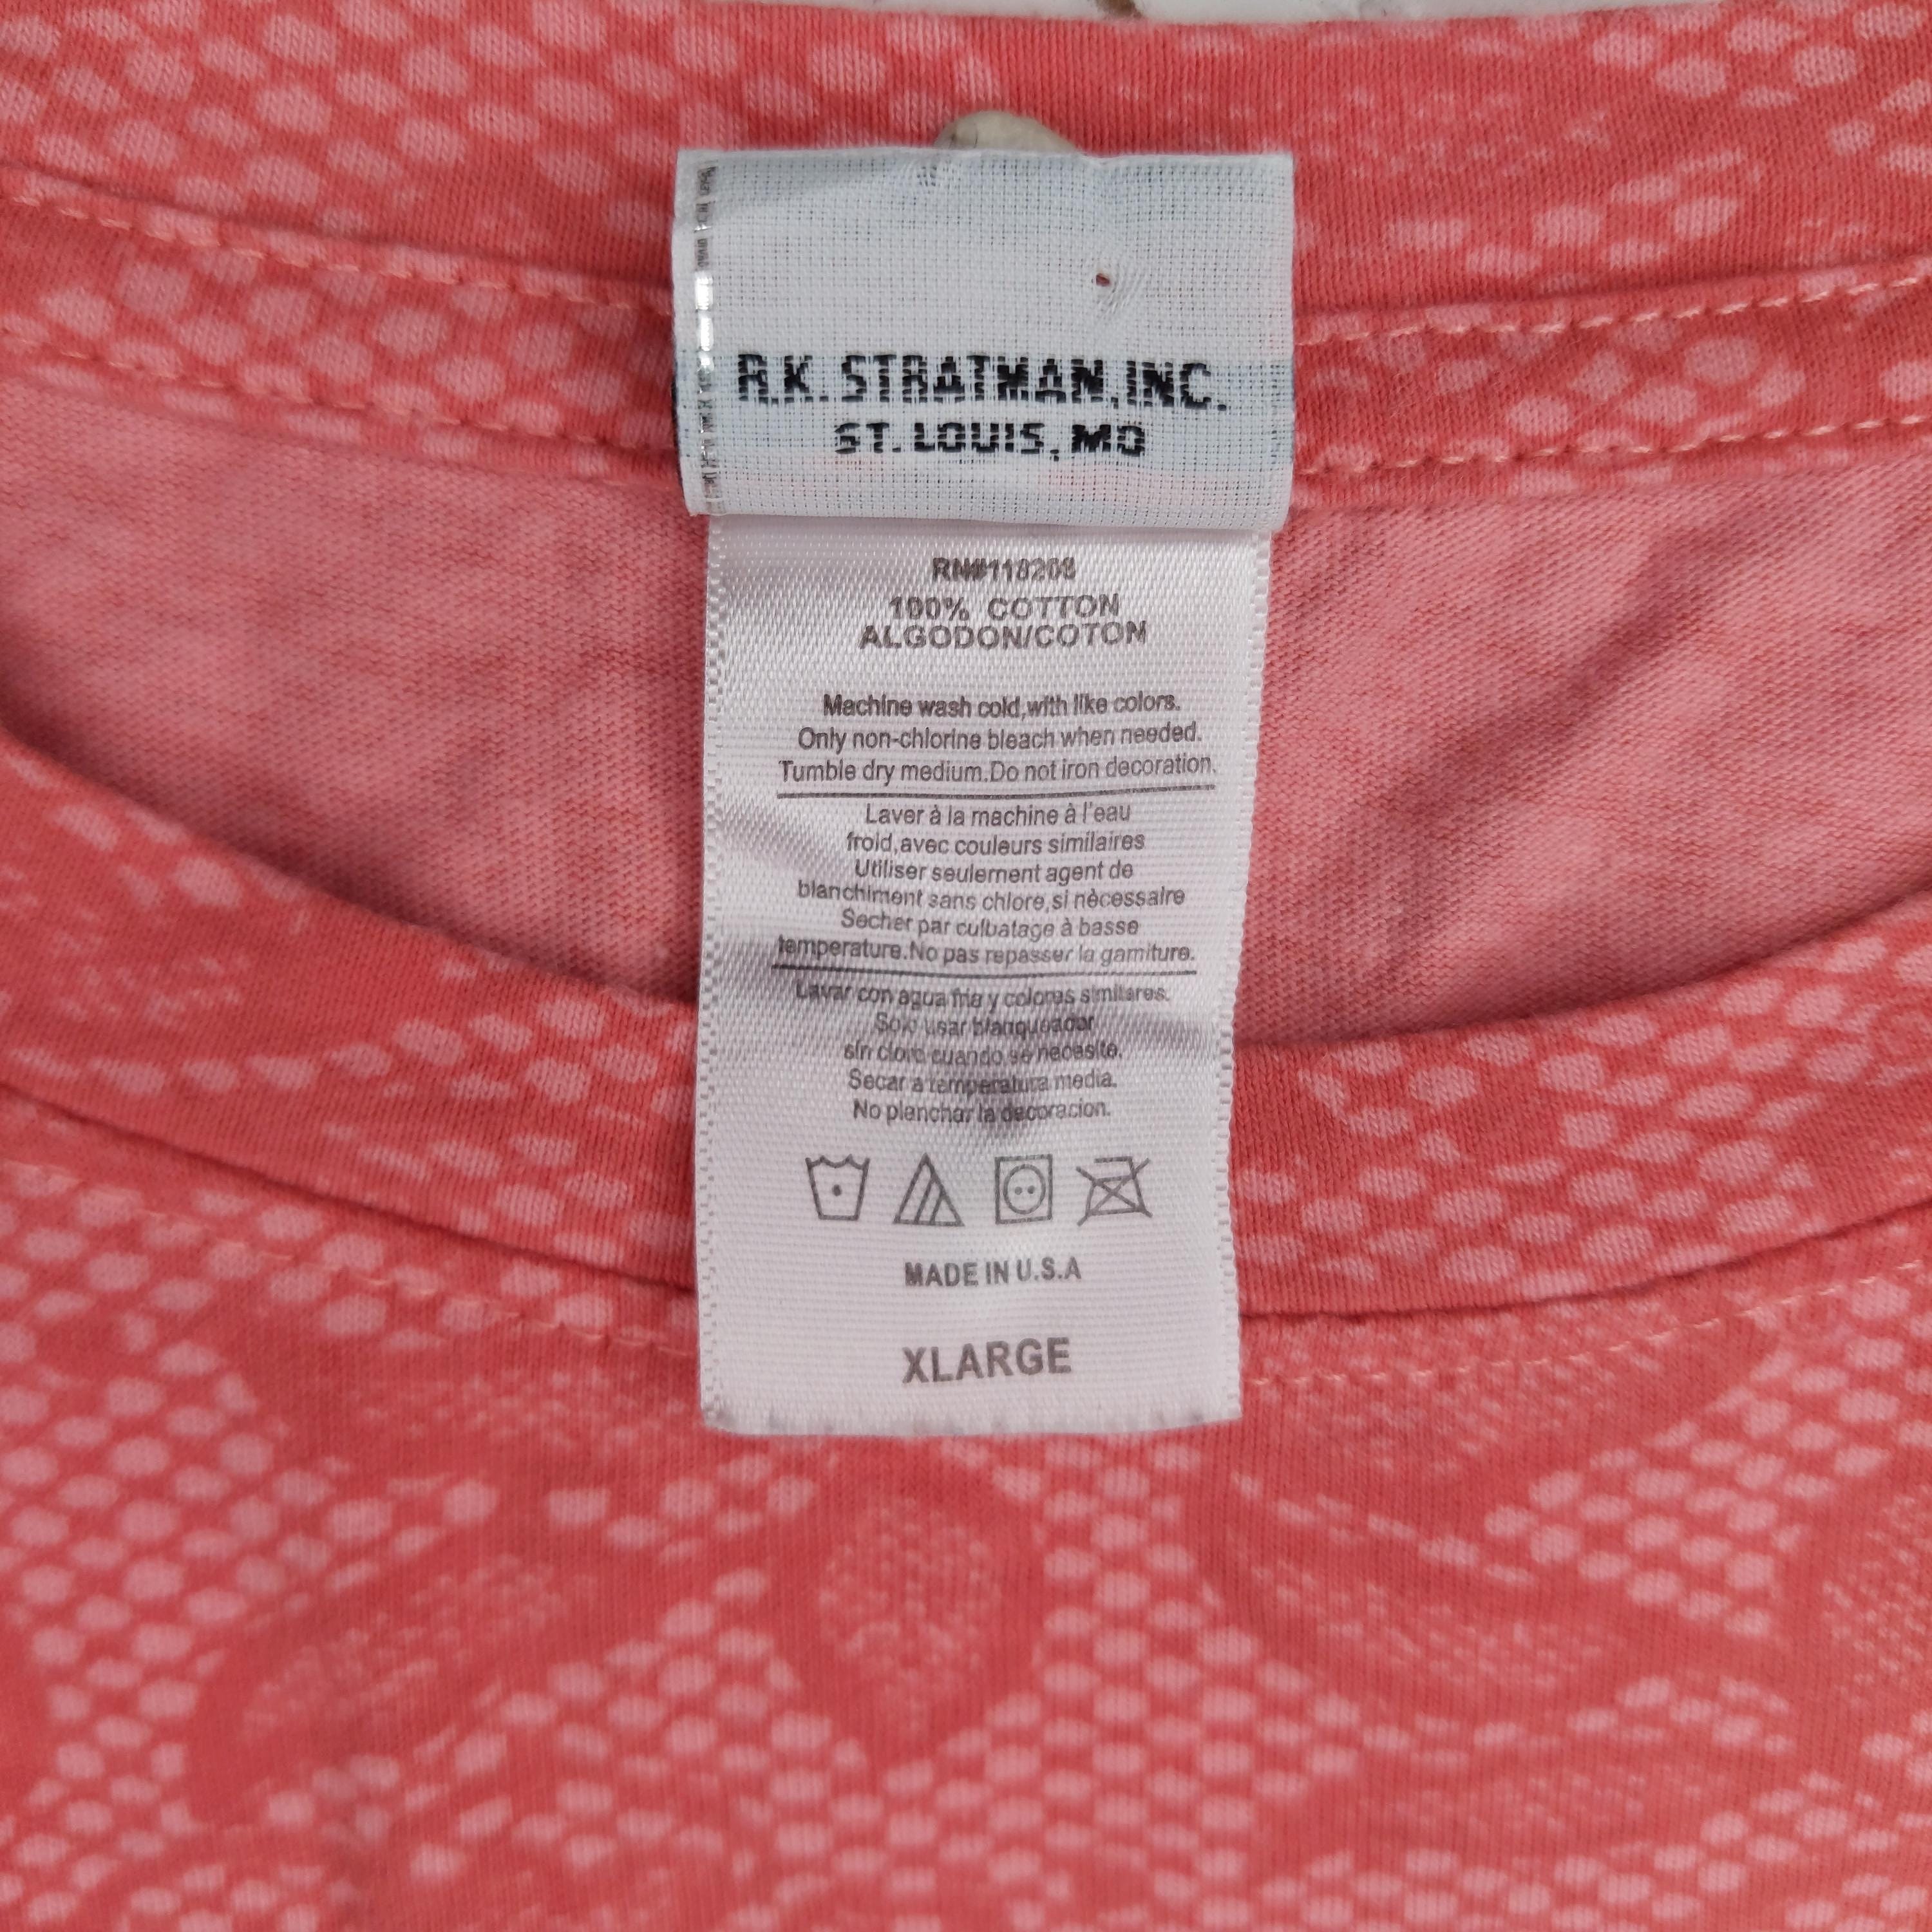 R.K. STRATMAN, INC.
ST. LOUIS, MO
RN#118208
100% COTTON
ALGODON/COTON
Machine wash cold,with like colors.
Only non-chlorine bleach when needed.
Tumble dry medium.Do not iron decoration.
Laver à la machine à l'eau
froid,avec couleurs similaires
Utiliser seulement agent de
blanchiment sans chlore,si nècessaire
Secher par culbatage à basse
temperature.No pas repasser la garniture.
Lavar con agua fria y colores similares.
Solo usar blanqueador
sin cloro cuando se necesite.
Secar a temperatura media.
No planchar la decoracion.
MADE IN U.S.A
XLARGE